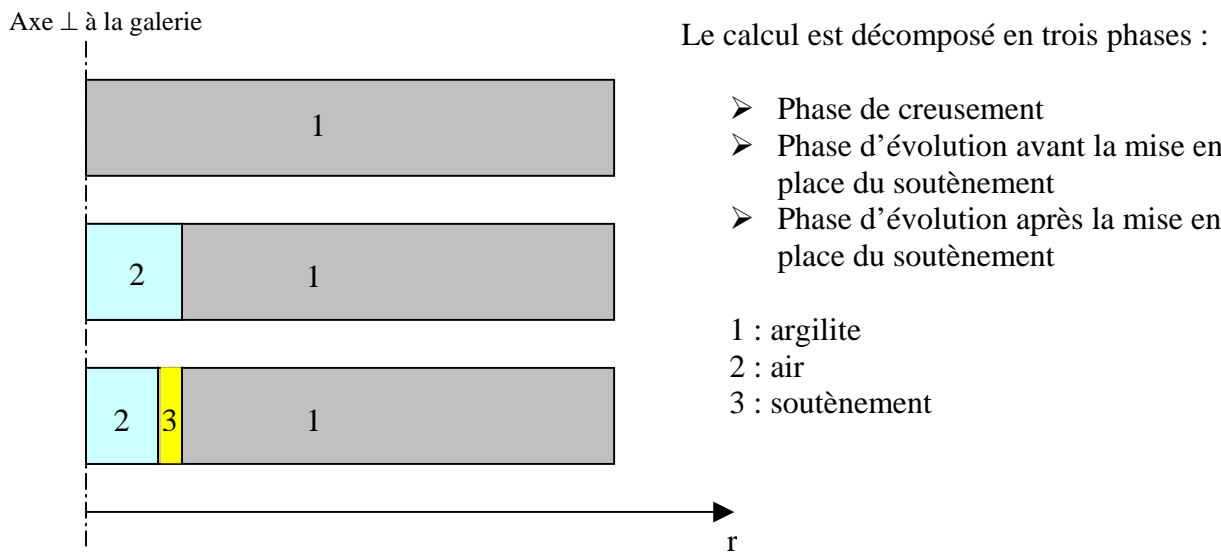 Axe ⊥ à la galerie
1
2 1
2 3 1
r
Le calcul est décomposé en trois phases :
➢ Phase de creusement
➢ Phase d'évolution avant la mise en
place du soutènement
➢ Phase d'évolution après la mise en
place du soutènement
1 : argilite
2 : air
3 : soutènement